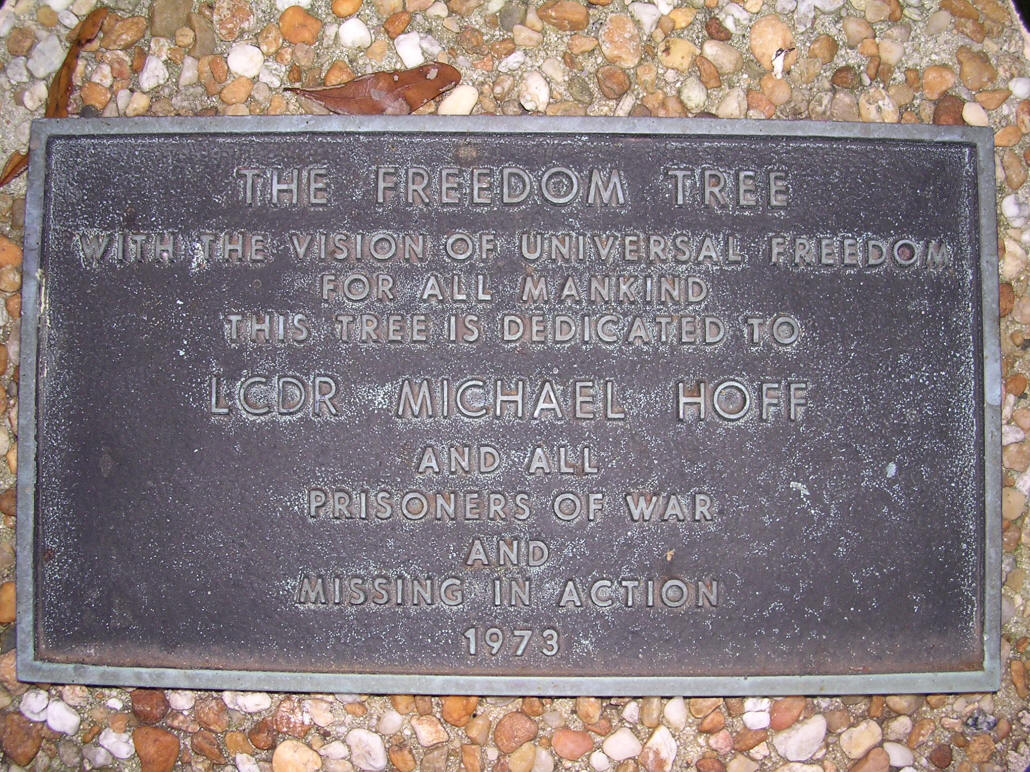 THE FREEDOM TREE
WITH THE VISION OF UNIVERSAL FREEDOM
FOR ALL MANKIND
THIS TREE IS DEDICATED TO
LCDR MICHAEL HOFF
AND ALL
PRISONERS OF WAR
AND
MISSING IN ACTION
1973